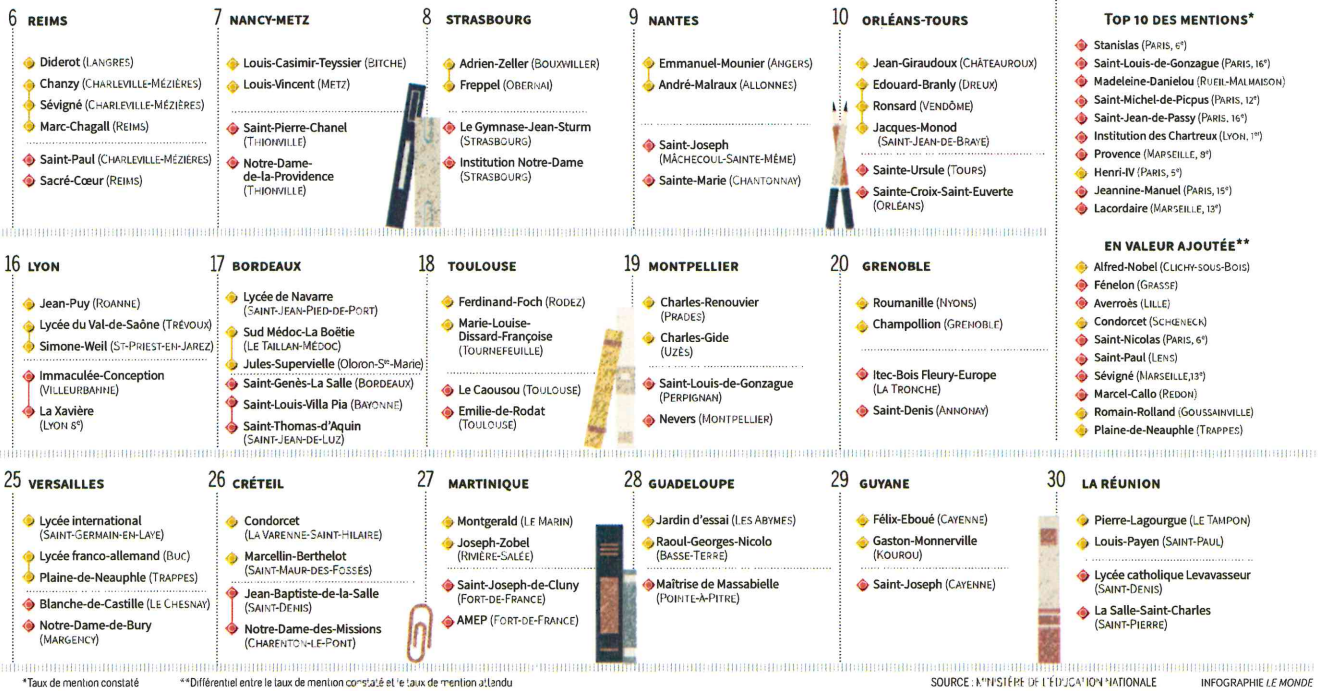 6 REIMS
Diderot (LANGRES)
Chanzy (CHARLEVILLE-MÉZIÈRES)
Sévigné (CHARLEVILLE-MÉZIÈRES)
Marc-Chagall (REIMS)
Saint-Paul (CHARLEVILLE-MÉZIÈRES)
Sacré-Cœur (REIMS)
7 NANCY-METZ
Louis-Casimir-Teyssier (BITCHE)
Louis-Vincent (METZ)
Saint-Pierre-Chanel
(THIONVILLE)
Notre-Dame-
de-la-Providence
(THIONVILLE)
8 STRASBOURG
Adrien-Zeller (BOUXWILLER)
Freppel (OBERNAI)
Le Gymnase-Jean-Sturm
(STRASBOURG)
Institution Notre-Dame
(STRASBOURG)
9 NANTES
Emmanuel-Mounier (ANGERS)
André-Malraux (ALLONNES)
Saint-Joseph
(MÂCHECOUL-SAINTE-MÊME)
Sainte-Marie (CHANTONNAY)
10 ORLÉANS-TOURS
Jean-Giraudoux (CHÂTEAUROUX)
Edouard-Branly (DREUX)
Ronsard (VENDÔME)
Jacques-Monod
(SAINT-JEAN-DE-BRAYE)
Sainte-Ursule (TOURS)
Sainte-Croix-Saint-Euverte
(ORLÉANS)
TOP 10 DES MENTIONS*
Stanislas (PARIS, 6e)
Saint-Louis-de-Gonzague (PARIS, 16e)
Madeleine-Danielou (RUEIL-MALMAISON)
Saint-Michel-de-Picpus (PARIS, 12e)
Saint-Jean-de-Passy (PARIS, 16e)
Institution des Chartreux (LYON, 1er)
Provence (MARSEILLE, 8e)
Henri-IV (PARIS, 5e)
Jeannine-Manuel (PARIS, 15e)
Lacordaire (MARSEILLE, 13e)
EN VALEUR AJOUTÉE**
Alfred-Nobel (CLICHY-SOUS-BOIS)
Fénelon (GRASSE)
Averroès (LILLE)
Condorcet (SCHŒNECK)
Saint-Nicolas (PARIS, 6e)
Saint-Paul (LENS)
Sévigné (MARSEILLE,13e)
Marcel-Callo (REDON)
Romain-Rolland (GOUSSAINVILLE)
Plaine-de-Neauphle (TRAPPES)
16 LYON
Jean-Puy (ROANNE)
Lycée du Val-de-Saône (TRÉVOUX)
Simone-Weil (ST-PRIEST-EN-JAREZ)
Immaculée-Conception
(VILLEURBANNE)
La Xavière
(LYON 8e)
17 BORDEAUX
Lycée de Navarre
(SAINT-JEAN-PIED-DE-PORT)
Sud Médoc-La Boëtie
(LE TAILLAN-MÉDOC)
Jules-Supervielle (Oloron-Ste-Marie)
Saint-Genès-La Salle (BORDEAUX)
Saint-Louis-Villa Pia (BAYONNE)
Saint-Thomas-d'Aquin
(SAINT-JEAN-DE-LUZ)
18 TOULOUSE
Ferdinand-Foch (RODEZ)
Marie-Louise-
Dissard-Françoise
(TOURNEFEUILLE)
Le Caousou (TOULOUSE)
Emilie-de-Rodat
(TOULOUSE)
19 MONTPELLIER
Charles-Renouvier
(PRADES)
Charles-Gide
(UZÈS)
Saint-Louis-de-Gonzague
(PERPIGNAN)
Nevers (MONTPELLIER)
20 GRENOBLE
Roumanille (NYONS)
Champollion (GRENOBLE)
Itec-Bois Fleury-Europe
(LA TRONCHE)
Saint-Denis (ANNONAY)
25 VERSAILLES
Lycée international
(SAINT-GERMAIN-EN-LAYE)
Lycée franco-allemand (BUC)
Plaine-de-Neauphle (TRAPPES)
Blanche-de-Castille (LE CHESNAY)
Notre-Dame-de-Bury
(MARGENCY)
26 CRÉTEIL
Condorcet
(LA VARENNE-SAINT-HILAIRE)
Marcellin-Berthelot
(SAINT-MAUR-DES-FOSSÉS)
Jean-Baptiste-de-la-Salle
(SAINT-DENIS)
Notre-Dame-des-Missions
(CHARENTON-LE-PONT)
27 MARTINIQUE
Montgerald (LE MARIN)
Joseph-Zobel
(RIVIÈRE-SALÉE)
Saint-Joseph-de-Cluny
(FORT-DE-FRANCE)
AMEP (FORT-DE-FRANCE)
28 GUADELOUPE
Jardin d'essai (LES ABYMES)
Raoul-Georges-Nicolo
(BASSE-TERRE)
Maîtrise de Massabielle
(POINTE-À-PITRE)
29 GUYANE
Félix-Eboué (CAYENNE)
Gaston-Monnerville
(KOUROU)
Saint-Joseph (CAYENNE)
30 LA RÉUNION
Pierre-Lagourgue (LE TAMPON)
Louis-Payen (SAINT-PAUL)
Lycée catholique Levavasseur
(SAINT-DENIS)
La Salle-Saint-Charles
(SAINT-PIERRE)
*Taux de mention constaté **Différentiel entre le taux de mention constaté et le taux de mention attendu
SOURCE : MINISTÈRE DE L'ÉDUCATION NATIONALE INFOGRAPHIE LE MONDE